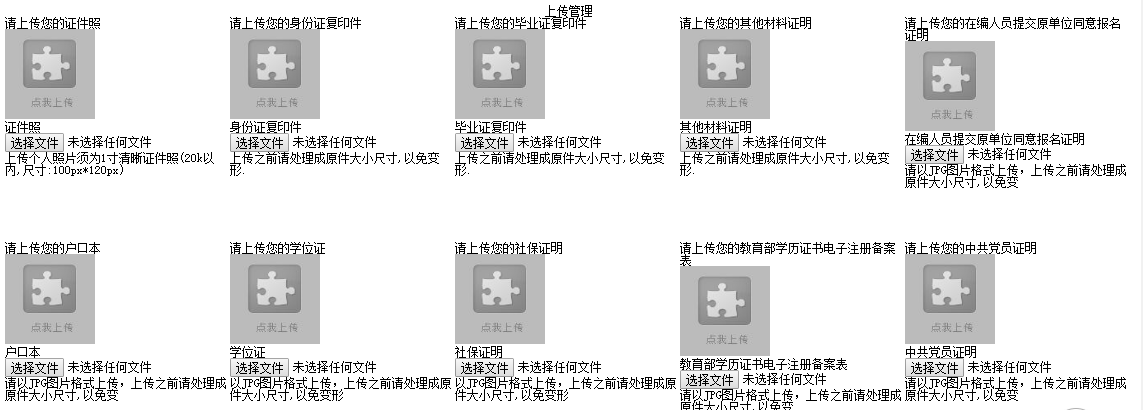 上传管理
请上传您的证件照
点我上传
证件照
选择文件 未选择任何文件
上传个人照片须为1寸清晰证件照(20k以
内,尺寸:100px*120px)
请上传您的身份证复印件
点我上传
身份证复印件
选择文件 未选择任何文件
上传之前请处理成原件大小尺寸,以免变
形.
请上传您的毕业证复印件
点我上传
毕业证复印件
选择文件 未选择任何文件
上传之前请处理成原件大小尺寸,以免变
形.
请上传您的其他材料证明
点我上传
其他材料证明
选择文件 未选择任何文件
上传之前请处理成原件大小尺寸,以免变
形.
请上传您的在编人员提交原单位同意报名
证明
点我上传
在编人员提交原单位同意报名证明
选择文件 未选择任何文件
请以JPG图片格式上传，上传之前请处理成
原件大小尺寸,以免变
请上传您的户口本
点我上传
户口本
选择文件 未选择任何文件
请以JPG图片格式上传，上传之前请处理成
原件大小尺寸,以免变
请上传您的学位证
点我上传
学位证
选择文件 未选择任何文件
以JPG图片格式上传，上传之前请处理成原
件大小尺寸,以免变形
请上传您的社保证明
点我上传
社保证明
选择文件 未选择任何文件
以JPG图片格式上传，上传之前请处理成原
件大小尺寸,以免变形
请上传您的教育部学历证书电子注册备案
表
点我上传
教育部学历证书电子注册备案表
选择文件 未选择任何文件
请以JPG图片格式上传，上传之前请处理成
原件大小尺寸,以免变
请上传您的中共党员证明
点我上传
中共党员证明
选择文件 未选择任何文件
请以JPG图片格式上传，上传之前请处理成
原件大小尺寸,以免变